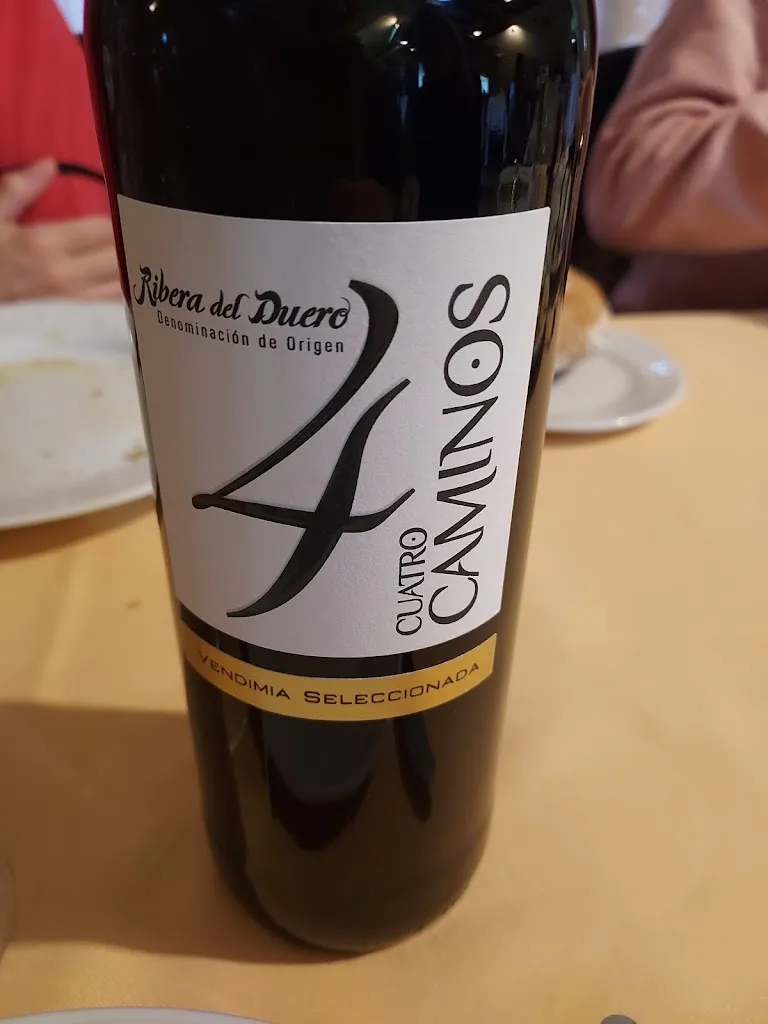 Ribera del Duero
Denominación de Origen
4
CUATRO
CAMINOS
VENDIMIA SELECCIONADA